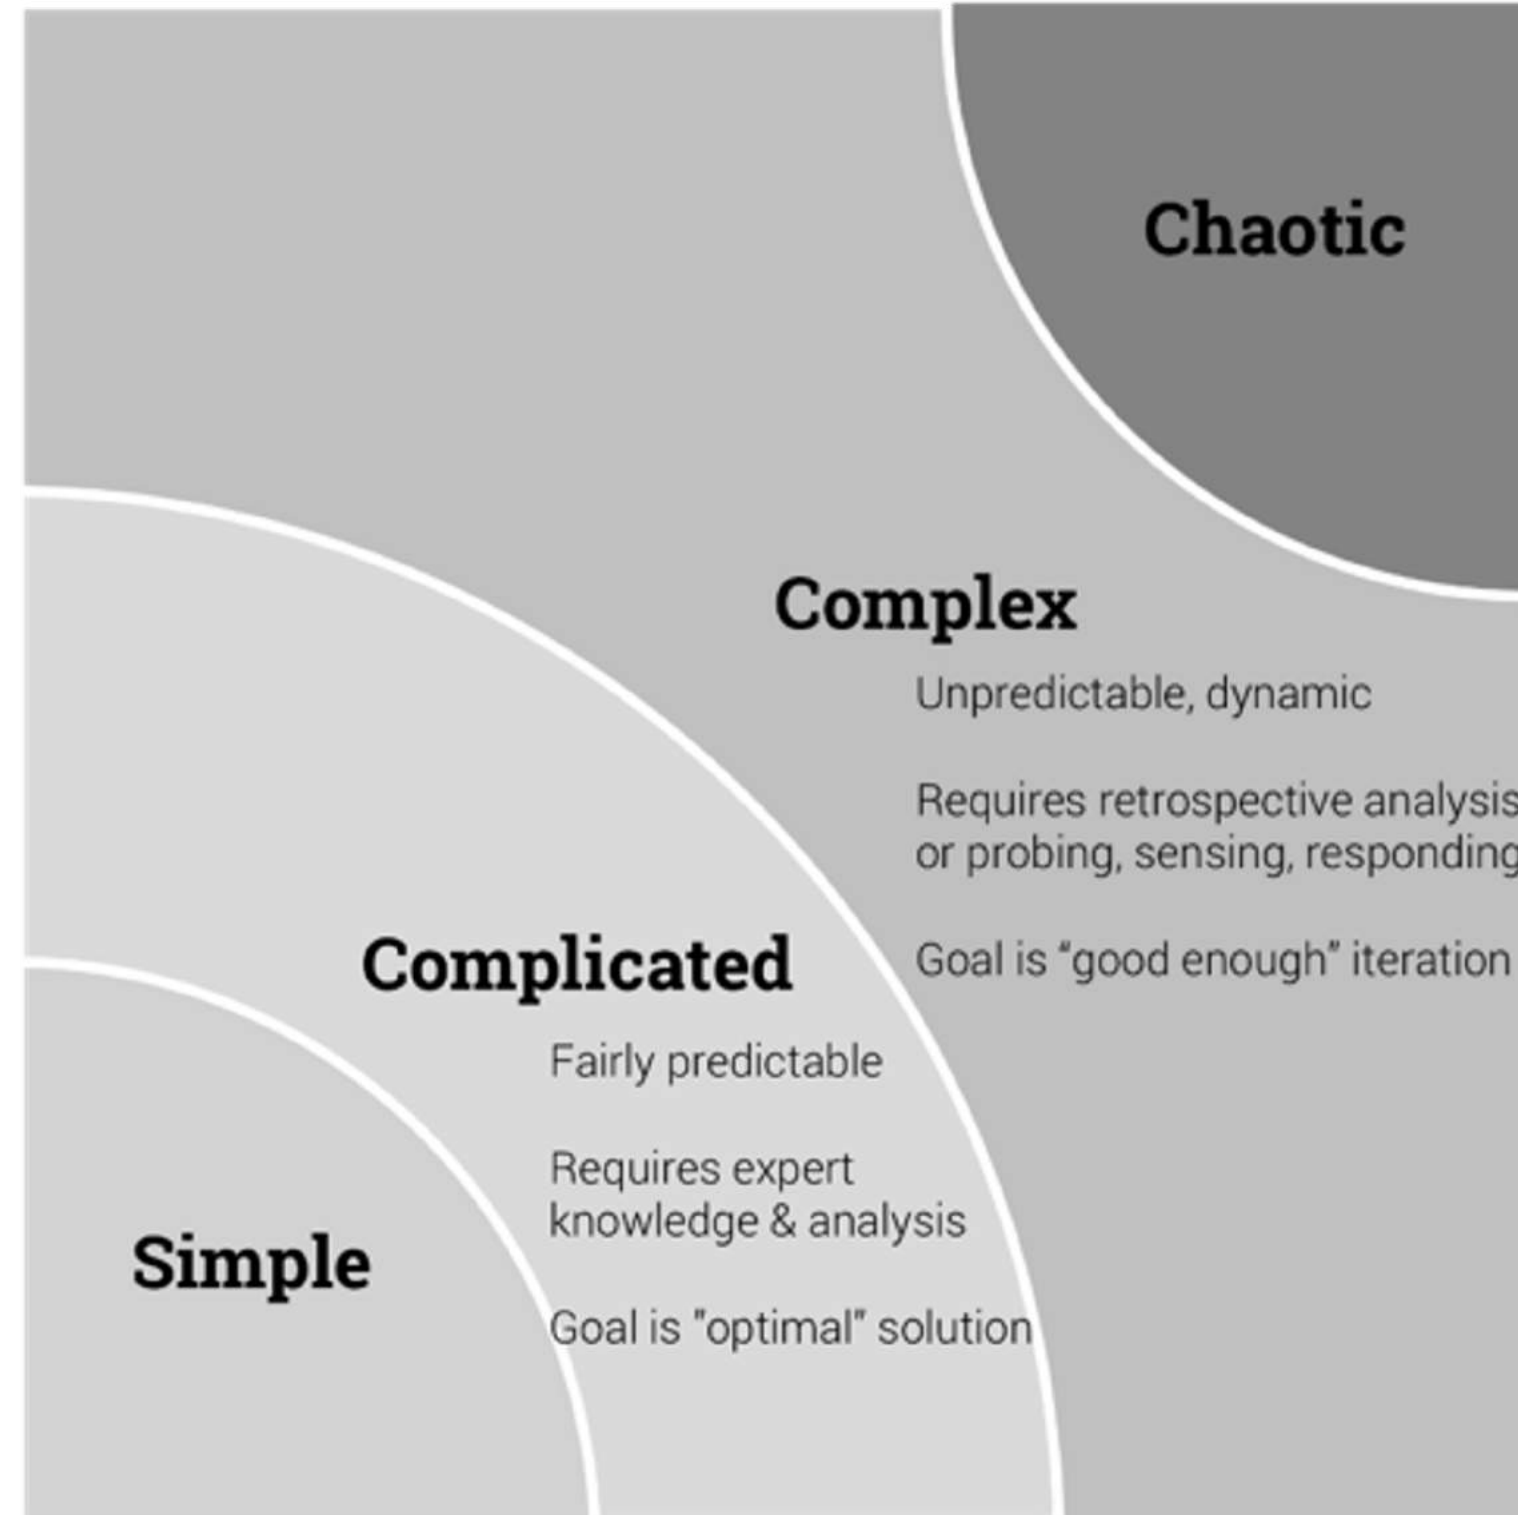 Chaotic
Complex
Unpredictable, dynamic
Requires retrospective analysis
or probing, sensing, responding
Goal is “good enough” iteration
Complicated
Fairly predictable
Requires expert
knowledge & analysis
Goal is "optimal" solution
Simple